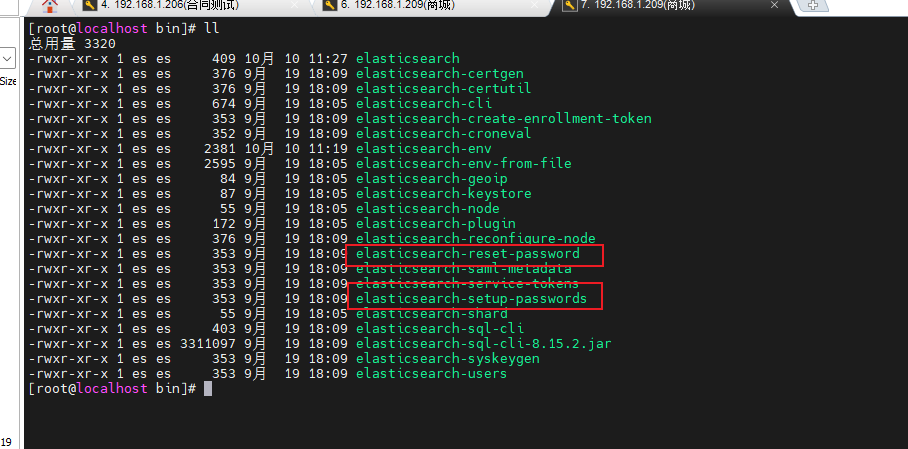 4. 192.168.1.206(合同测试)
6. 192.168.1.209(商城)
7. 192.168.1.209(商城)
Size
[root@localhost bin]# ll
总用量 3320
-rwxr-xr-x 1 es es     409 10月 10 11:27 elasticsearch
-rwxr-xr-x 1 es es     376 9月  19 18:09 elasticsearch-certgen
-rwxr-xr-x 1 es es     376 9月  19 18:09 elasticsearch-certutil
-rwxr-xr-x 1 es es     674 9月  19 18:05 elasticsearch-cli
-rwxr-xr-x 1 es es     353 9月  19 18:09 elasticsearch-create-enrollment-token
-rwxr-xr-x 1 es es     352 9月  19 18:09 elasticsearch-croneval
-rwxr-xr-x 1 es es    2381 10月 10 11:19 elasticsearch-env
-rwxr-xr-x 1 es es    2595 9月  19 18:05 elasticsearch-env-from-file
-rwxr-xr-x 1 es es      84 9月  19 18:05 elasticsearch-geoip
-rwxr-xr-x 1 es es      87 9月  19 18:05 elasticsearch-keystore
-rwxr-xr-x 1 es es      55 9月  19 18:05 elasticsearch-node
-rwxr-xr-x 1 es es     172 9月  19 18:05 elasticsearch-plugin
-rwxr-xr-x 1 es es     376 9月  19 18:09 elasticsearch-reconfigure-node
-rwxr-xr-x 1 es es     353 9月  19 18:09 elasticsearch-reset-password
-rwxr-xr-x 1 es es     353 9月  19 18:09 elasticsearch-saml-metadata
-rwxr-xr-x 1 es es     353 9月  19 18:09 elasticsearch-service-tokens
-rwxr-xr-x 1 es es     353 9月  19 18:09 elasticsearch-setup-passwords
-rwxr-xr-x 1 es es      55 9月  19 18:05 elasticsearch-shard
-rwxr-xr-x 1 es es     403 9月  19 18:09 elasticsearch-sql-cli
-rwxr-xr-x 1 es es 3311097 9月  19 18:09 elasticsearch-sql-cli-8.15.2.jar
-rwxr-xr-x 1 es es     353 9月  19 18:09 elasticsearch-syskeygen
-rwxr-xr-x 1 es es     353 9月  19 18:09 elasticsearch-users
[root@localhost bin]#
19